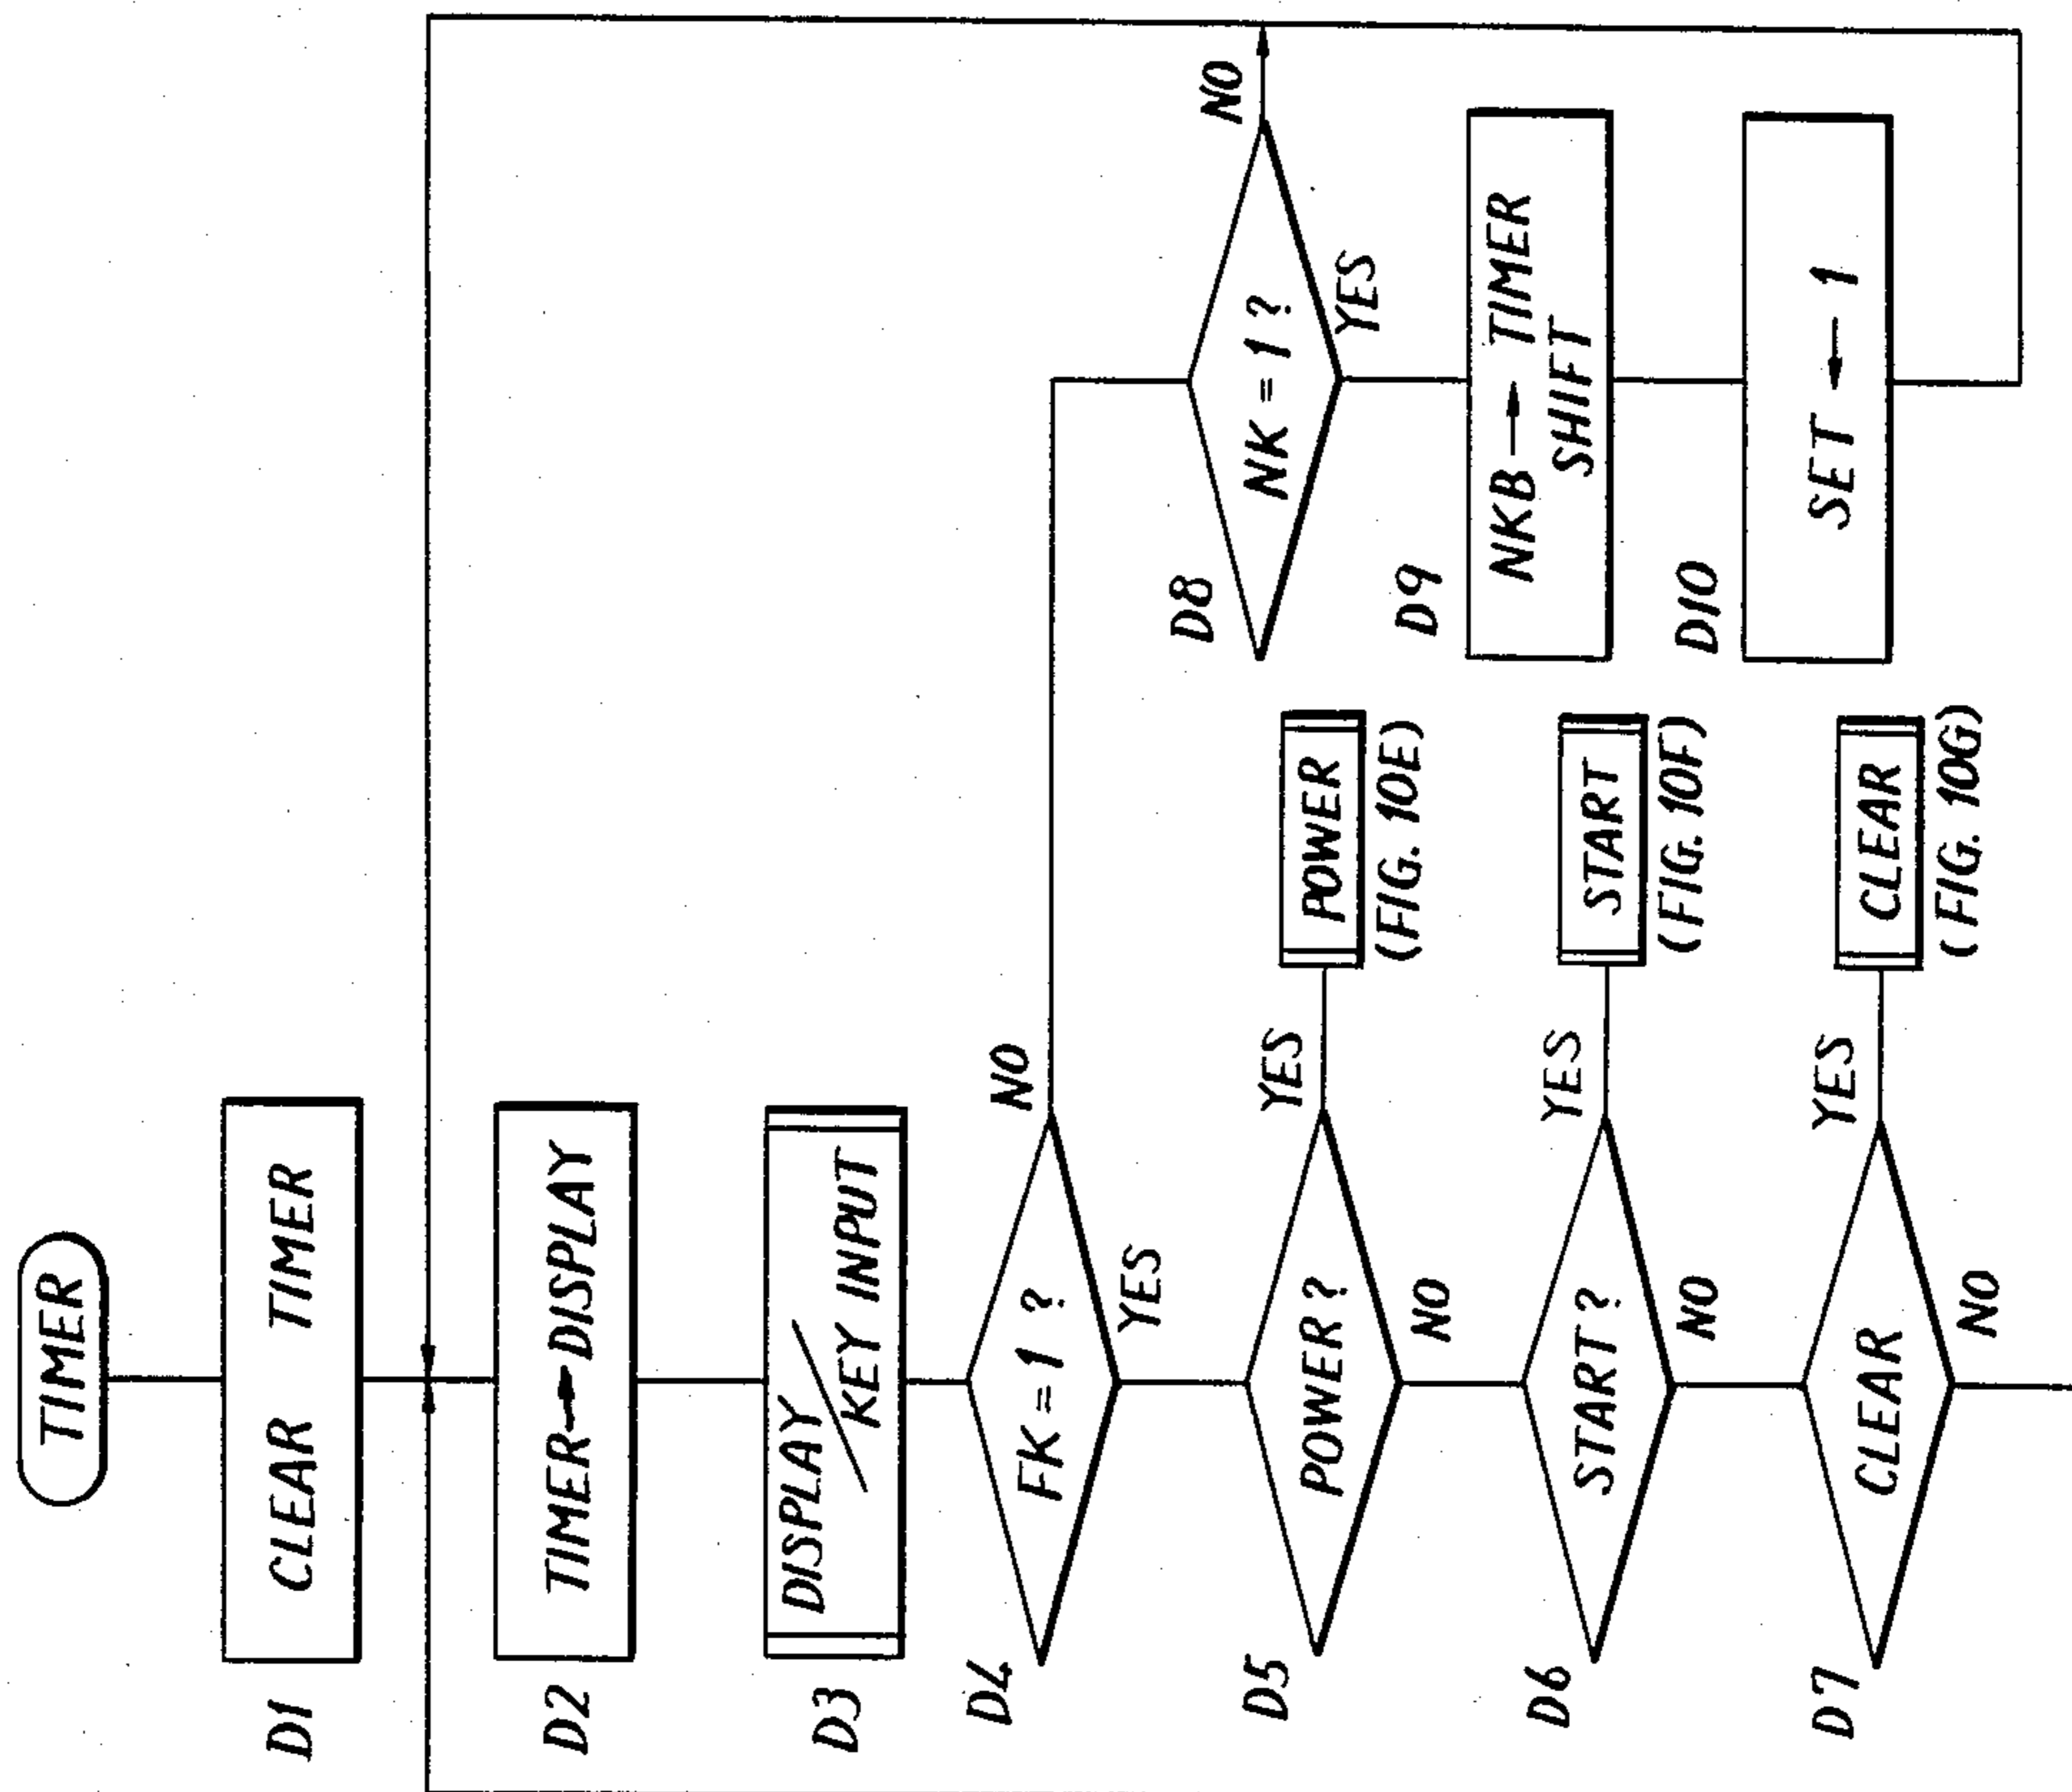 TIMER
D1
CLEAR TIMER
D2
TIMER→DISPLAY
D3
DISPLAY
/
KEY INPUT
D4
FK = 1 ?
NO
YES
D5
POWER?
YES
POWER
(FIG. 10E)
NO
D6
START?
YES
START
(FIG. 10F)
NO
D7
CLEAR
YES
CLEAR
(FIG. 10G)
NO
D8
NK = 1 ?
NO
YES
D9
NKB → TIMER
SHIFT
D10
SET ← 1